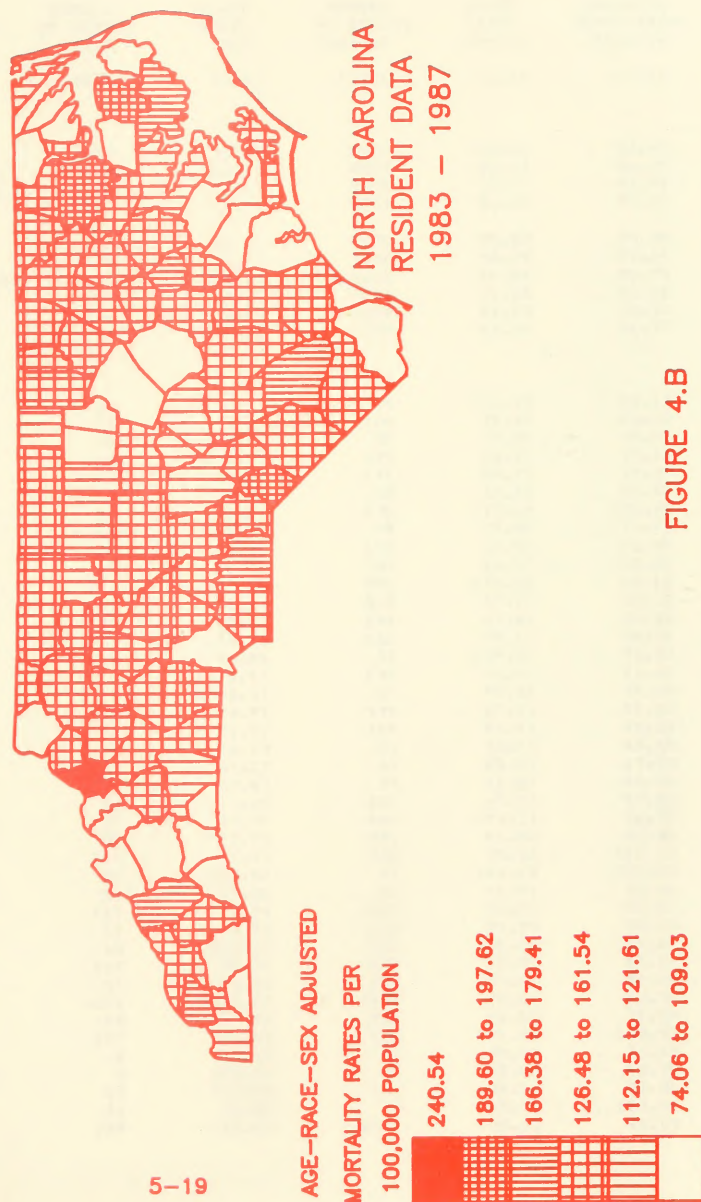 NORTH CAROLINA
RESIDENT DATA
1983 – 1987
AGE–RACE–SEX ADJUSTED
MORTALITY RATES PER
100,000 POPULATION
240.54
189.60 to 197.62
166.38 to 179.41
126.48 to 161.54
112.15 to 121.61
74.06 to 109.03
FIGURE 4.B
5–19